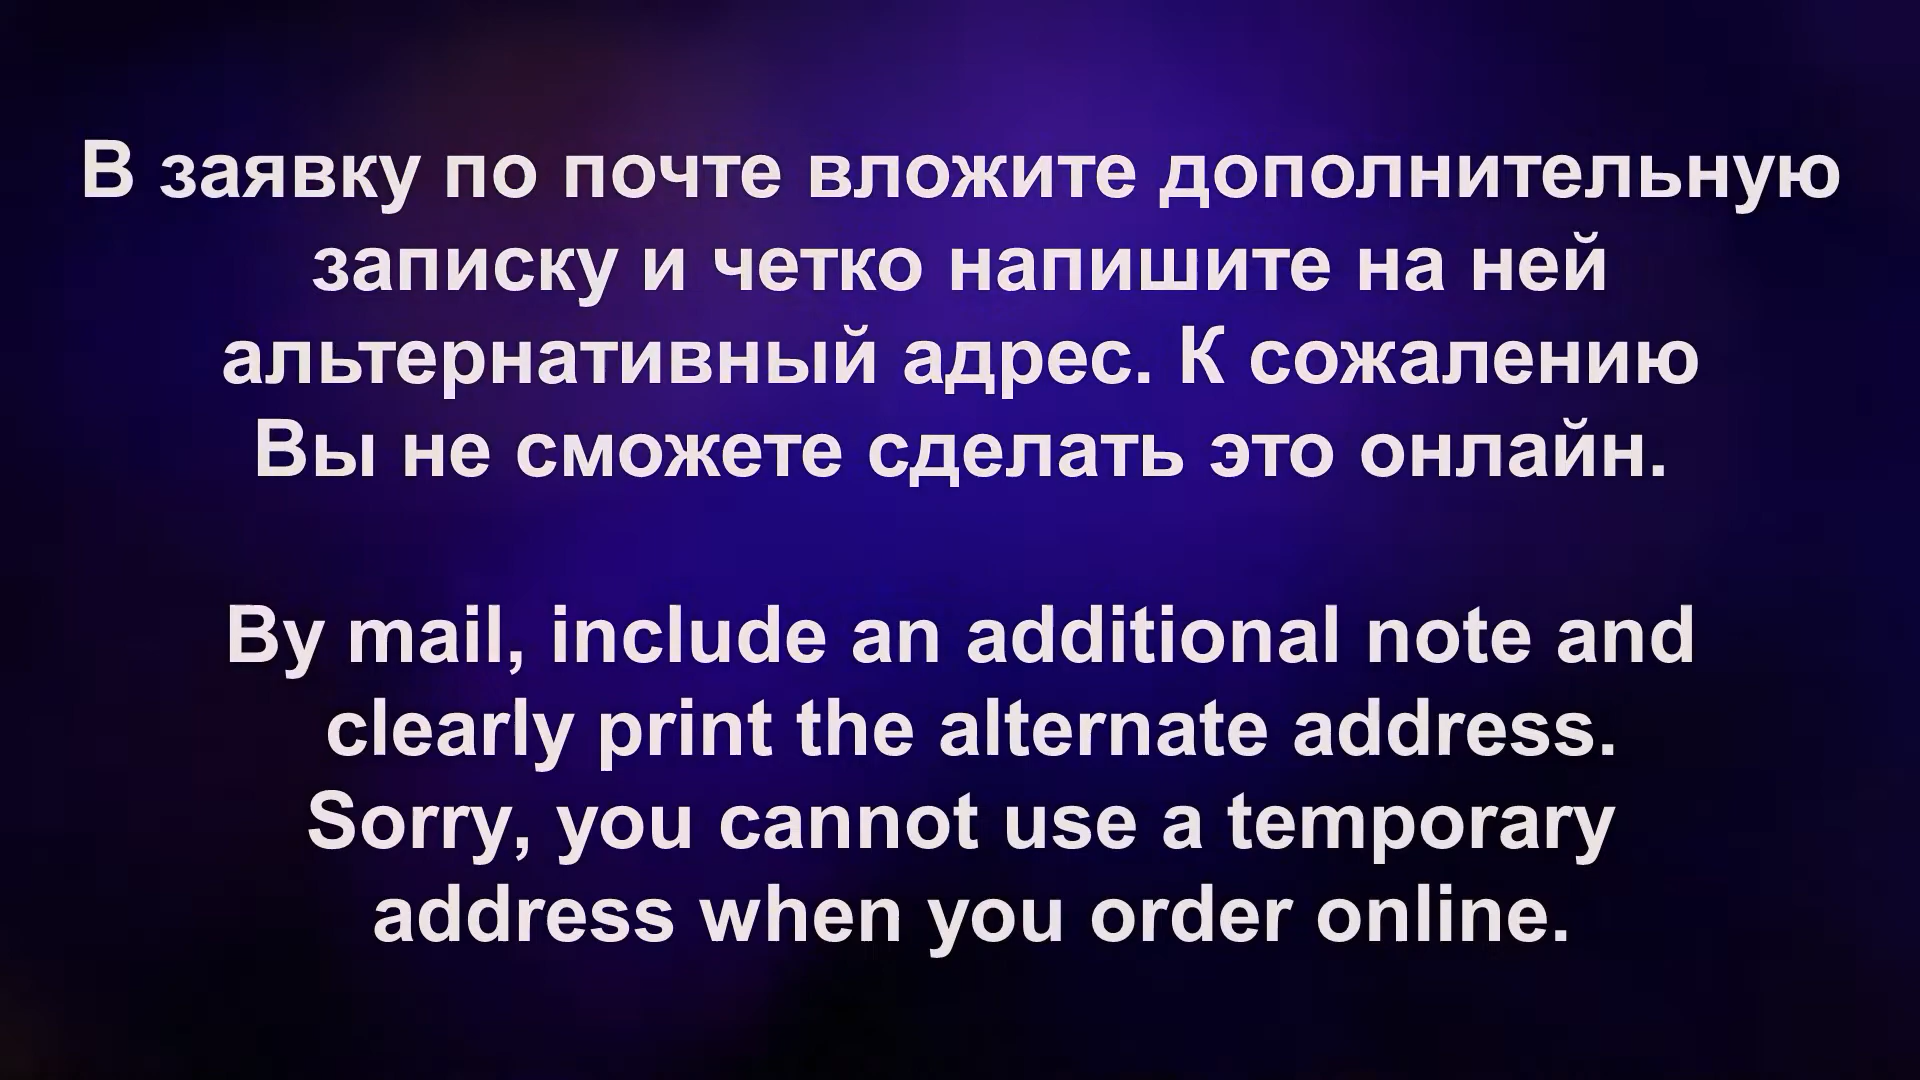 В заявку по почте вложите дополнительную
записку и четко напишите на ней
альтернативный адрес. К сожалению
Вы не сможете сделать это онлайн.
By mail, include an additional note and
clearly print the alternate address.
Sorry, you cannot use a temporary
address when you order online.